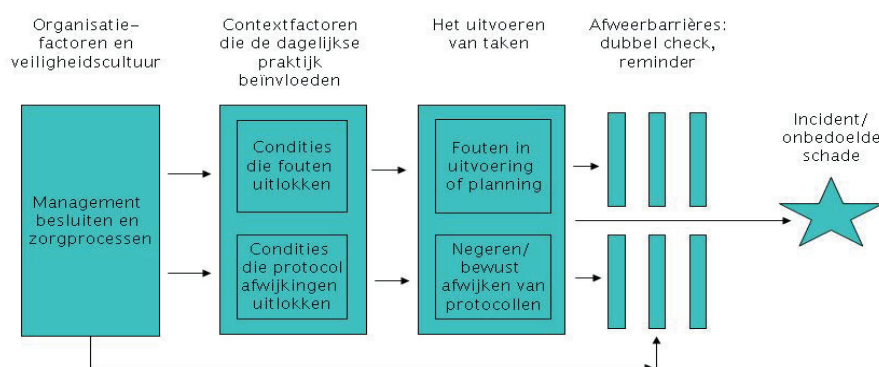 Organisatie-
factoren en
veiligheidscultuur
Contextfactoren
die de dagelijkse
praktijk
beïnvloeden
Het uitvoeren
van taken
Afweerbarrières:
dubbel check,
reminder
Management
besluiten en
zorgprocessen
Condities
die fouten
uitlokken
Condities
die protocol
afwijkingen
uitlokken
Fouten in
uitvoering
of planning
Negeren/
bewust
afwijken van
protocollen
Incident/
onbedoelde
schade